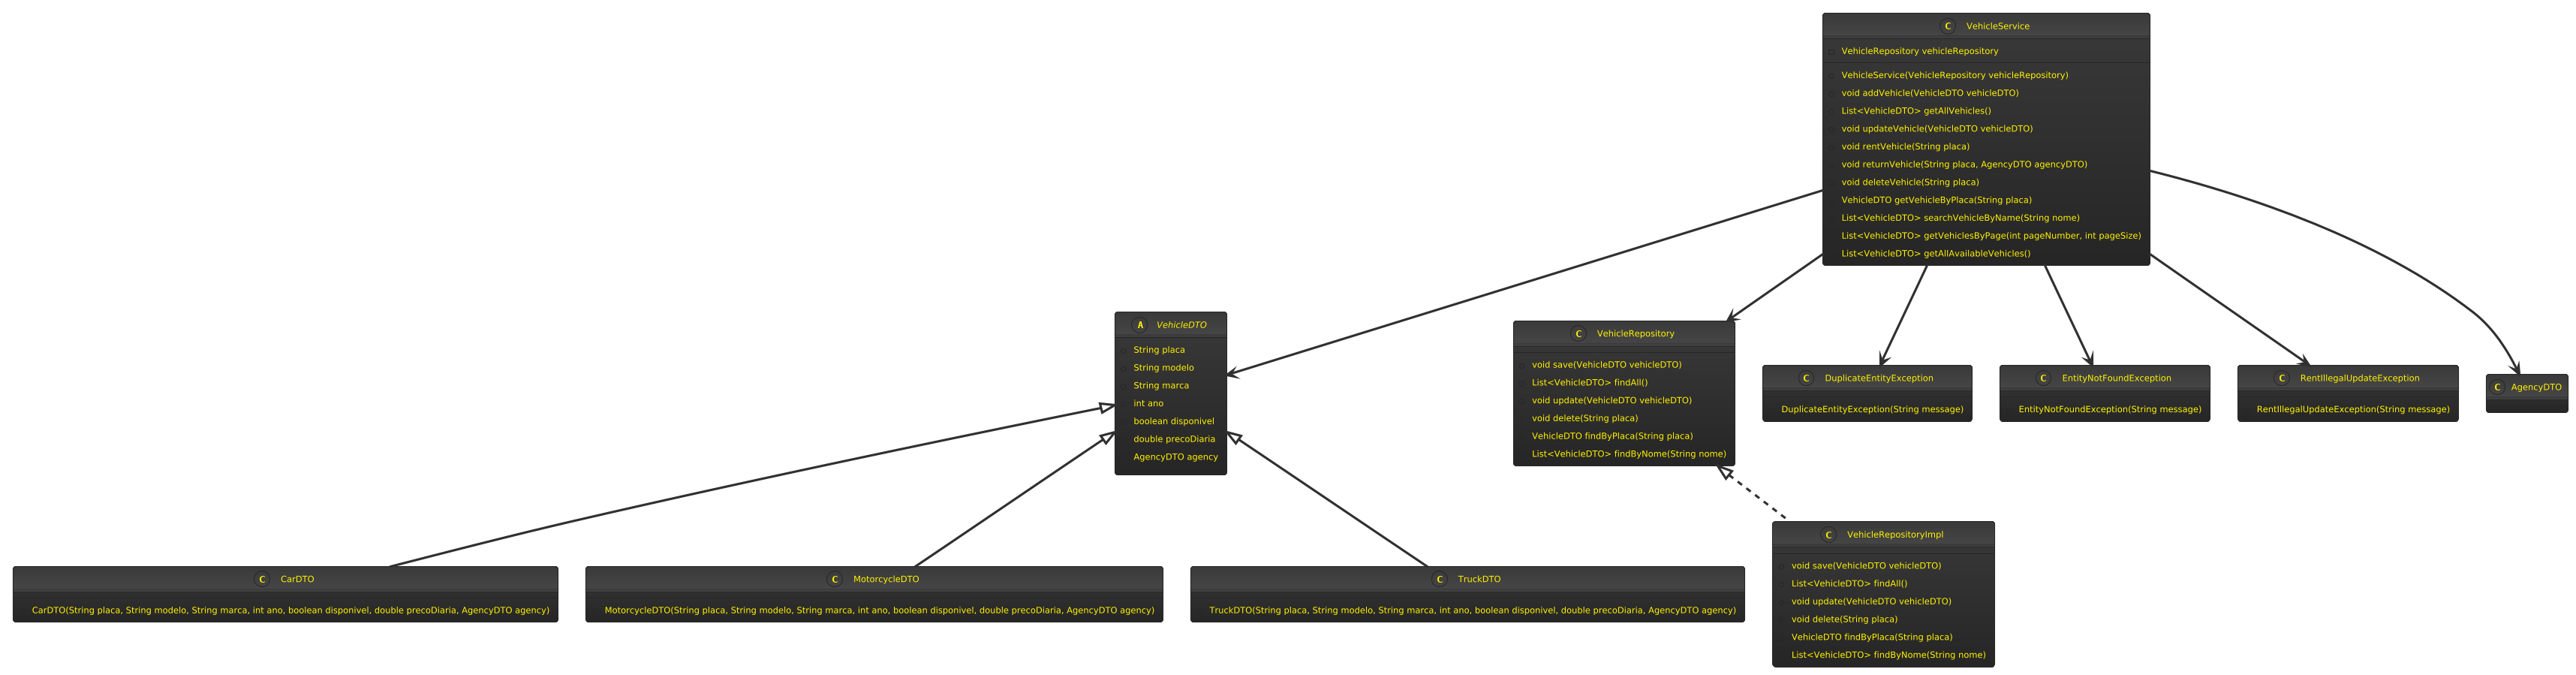 C VehicleService
VehicleRepository vehicleRepository
VehicleService(VehicleRepository vehicleRepository)
void addVehicle(VehicleDTO vehicleDTO)
List<VehicleDTO> getAllVehicles()
void updateVehicle(VehicleDTO vehicleDTO)
void rentVehicle(String placa)
void returnVehicle(String placa, AgencyDTO agencyDTO)
void deleteVehicle(String placa)
VehicleDTO getVehicleByPlaca(String placa)
List<VehicleDTO> searchVehicleByName(String nome)
List<VehicleDTO> getVehiclesByPage(int pageNumber, int pageSize)
List<VehicleDTO> getAllAvailableVehicles()
A VehicleDTO
String placa
String modelo
String marca
int ano
boolean disponivel
double precoDiaria
AgencyDTO agency
C VehicleRepository
void save(VehicleDTO vehicleDTO)
List<VehicleDTO> findAll()
void update(VehicleDTO vehicleDTO)
void delete(String placa)
VehicleDTO findByPlaca(String placa)
List<VehicleDTO> findByNome(String nome)
C DuplicateEntityException
DuplicateEntityException(String message)
C EntityNotFoundException
EntityNotFoundException(String message)
C RentIllegalUpdateException
RentIllegalUpdateException(String message)
C AgencyDTO
C CarDTO
CarDTO(String placa, String modelo, String marca, int ano, boolean disponivel, double precoDiaria, AgencyDTO agency)
C MotorcycleDTO
MotorcycleDTO(String placa, String modelo, String marca, int ano, boolean disponivel, double precoDiaria, AgencyDTO agency)
C TruckDTO
TruckDTO(String placa, String modelo, String marca, int ano, boolean disponivel, double precoDiaria, AgencyDTO agency)
C VehicleRepositoryImpl
void save(VehicleDTO vehicleDTO)
List<VehicleDTO> findAll()
void update(VehicleDTO vehicleDTO)
void delete(String placa)
VehicleDTO findByPlaca(String placa)
List<VehicleDTO> findByNome(String nome)